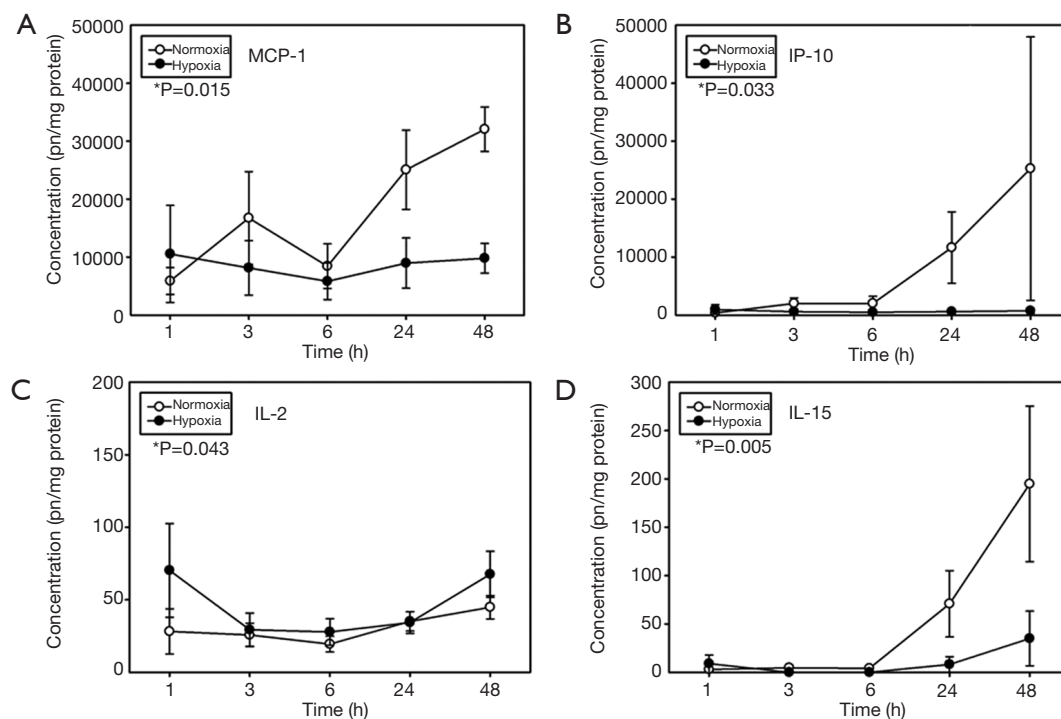 A
Concentration (pn/mg protein)
50000
40000
30000
20000
10000
0
Normoxia
Hypoxia
MCP-1
*P=0.015
1 3 6 24 48
Time (h)
B
Concentration (pn/mg protein)
50000
40000
30000
20000
10000
0
Normoxia
Hypoxia
IP-10
*P=0.033
1 3 6 24 48
Time (h)
C
Concentration (pn/mg protein)
200
150
100
50
0
Normoxia
Hypoxia
IL-2
*P=0.043
1 3 6 24 48
Time (h)
D
Concentration (pn/mg protein)
300
250
200
150
100
50
0
Normoxia
Hypoxia
IL-15
*P=0.005
1 3 6 24 48
Time (h)